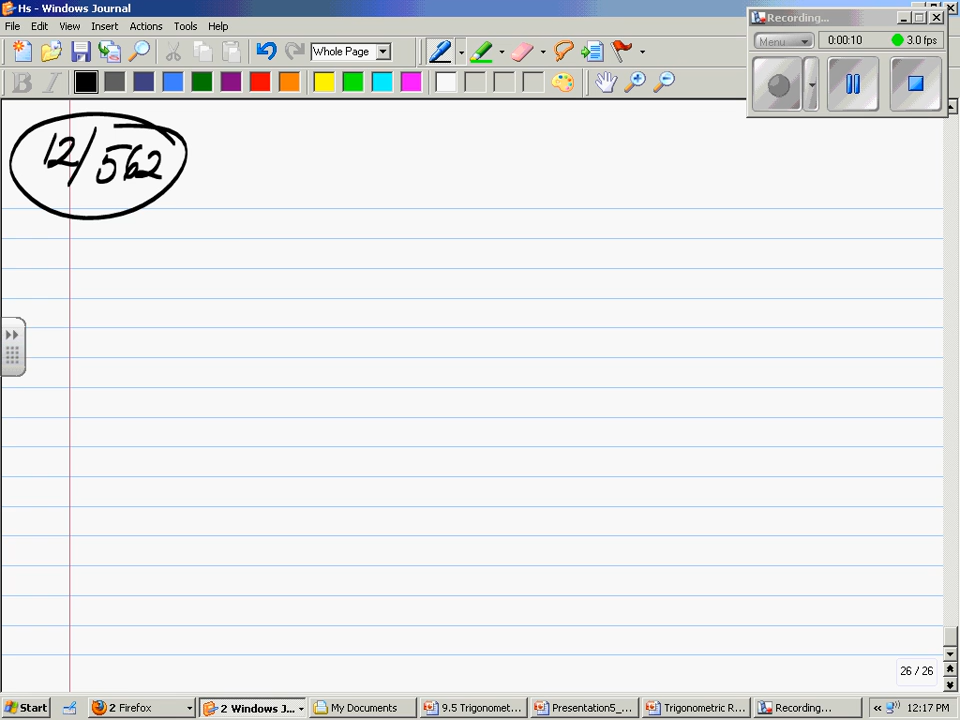 Hs - Windows Journal
File Edit View Insert Actions Tools Help
Whole Page
Recording...
Menu 0:00:10 3.0 fps
B I
12/562
26 / 26
Start 2 Firefox 2 Windows J... My Documents 9.5 Trigonomet... Presentation5_... Trigonometric R... Recording... « 12:17 PM